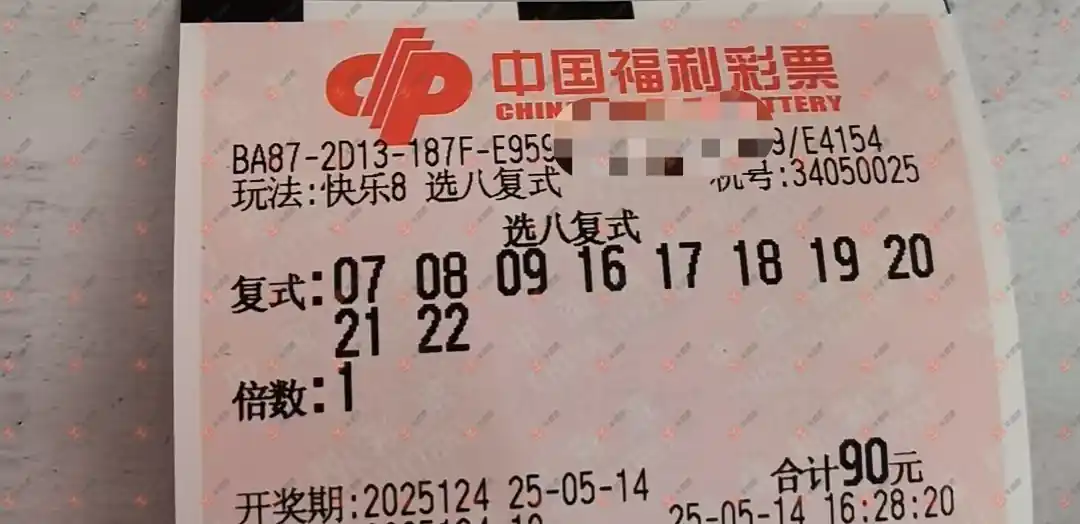 中国福利彩票
CHIN TTERY
BA87-2D13-187F-E959 9/E4154
玩法:快乐8 选八复式 机号:34050025
选八复式
复式:07 08 09 16 17 18 19 20
21 22
倍数:1
合计90元
开奖期:2025124 25-05-14
25-05-14 16:28:20